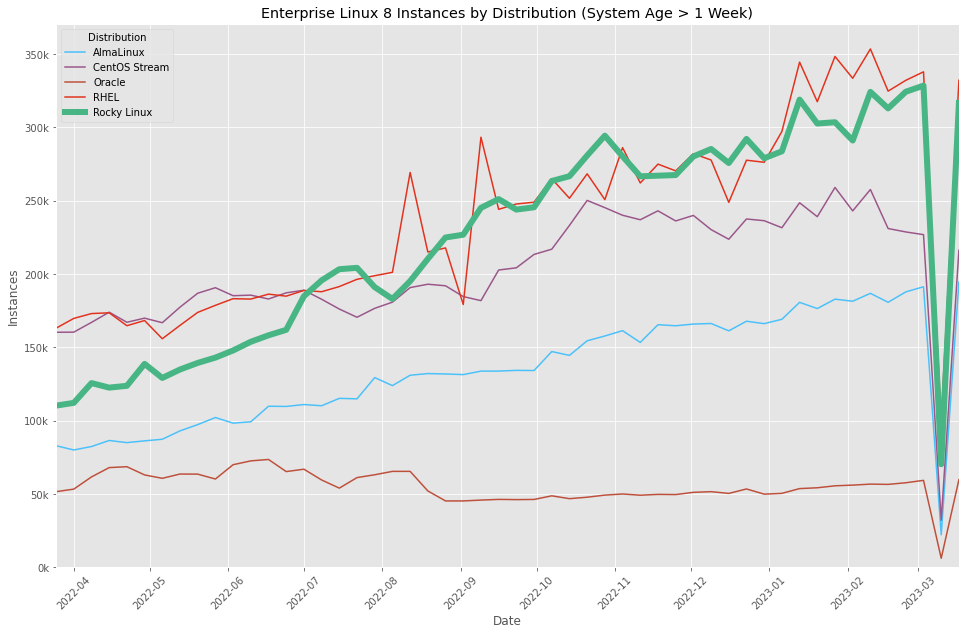 Enterprise Linux 8 Instances by Distribution (System Age > 1 Week)
Distribution
AlmaLinux
CentOS Stream
Oracle
RHEL
Rocky Linux
350k
300k
250k
200k
150k
100k
50k
0k
Instances
2022-04
2022-05
2022-06
2022-07
2022-08
2022-09
2022-10
2022-11
2022-12
2023-01
2023-02
2023-03
Date